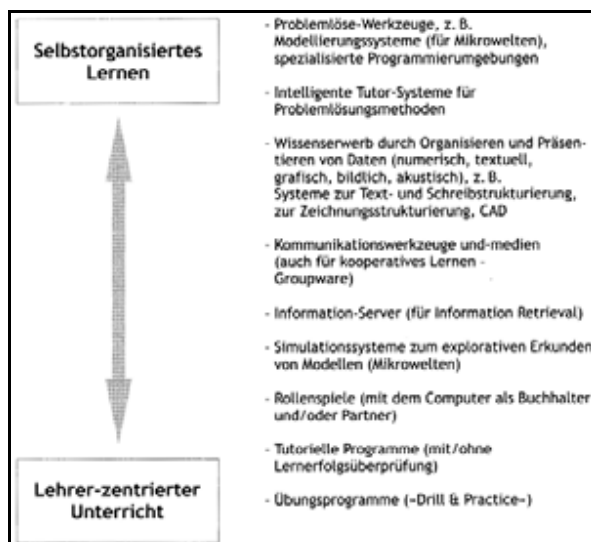 Selbstorganisiertes
Lernen
Lehrer-zentrierter
Unterricht
- Problemlöse-Werkzeuge, z. B.
Modellierungssysteme (für Mikrowelten),
spezialisierte Programmierumgebungen
- Intelligente Tutor-Systeme für
Problemlösungsmethoden
- Wissenserwerb durch Organisieren und Präsen-
tieren von Daten (numerisch, textuell,
grafisch, bildlich, akustisch), z. B.
Systeme zur Text- und Schreibstrukturierung,
zur Zeichnungsstrukturierung, CAD
- Kommunikationswerkzeuge und-medien
(auch für kooperatives Lernen -
Groupware)
- Information-Server (für Information Retrieval)
- Simulationssysteme zum explorativen Erkunden
von Modellen (Mikrowelten)
- Rollenspiele (mit dem Computer als Buchhalter
und/oder Partner)
- Tutorielle Programme (mit/ohne
Lernerfolgsüberprüfung)
- Übungsprogramme (»Drill & Practice«)